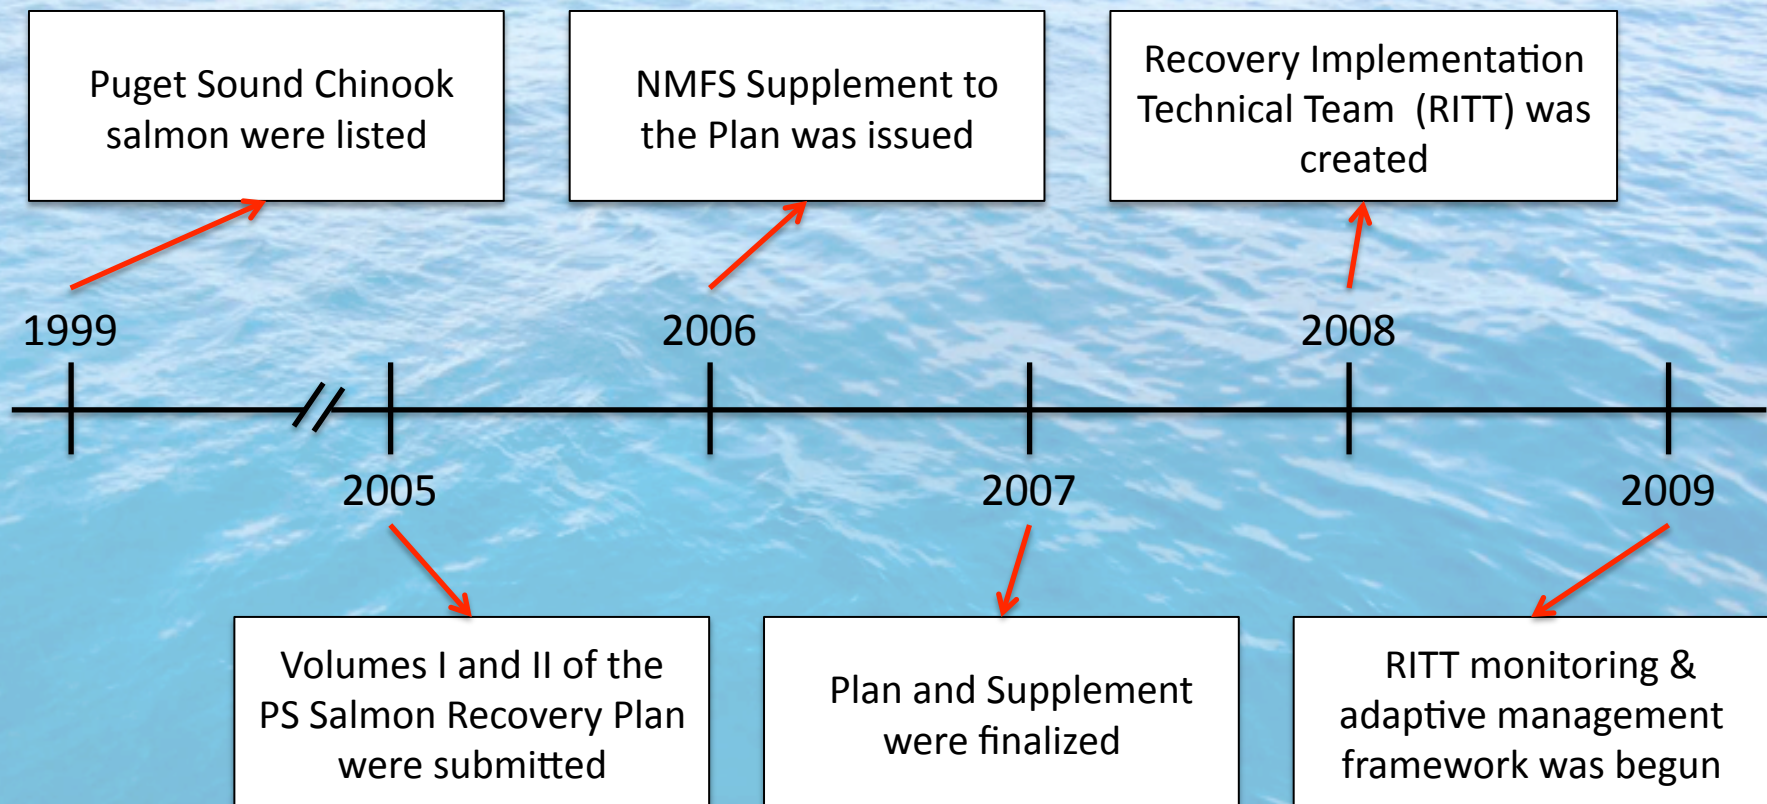 Puget Sound Chinook
salmon were listed
NMFS Supplement to
the Plan was issued
Recovery Implementation
Technical Team (RITT) was
created
1999
2006
2008
2005
2007
2009
Volumes I and II of the
PS Salmon Recovery Plan
were submitted
Plan and Supplement
were finalized
RITT monitoring &
adaptive management
framework was begun